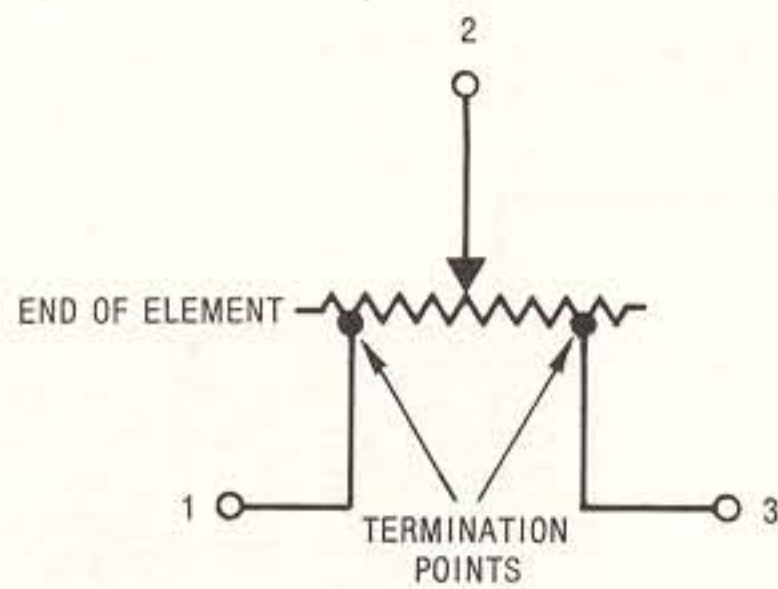 2
END OF ELEMENT
1
3
TERMINATION
POINTS